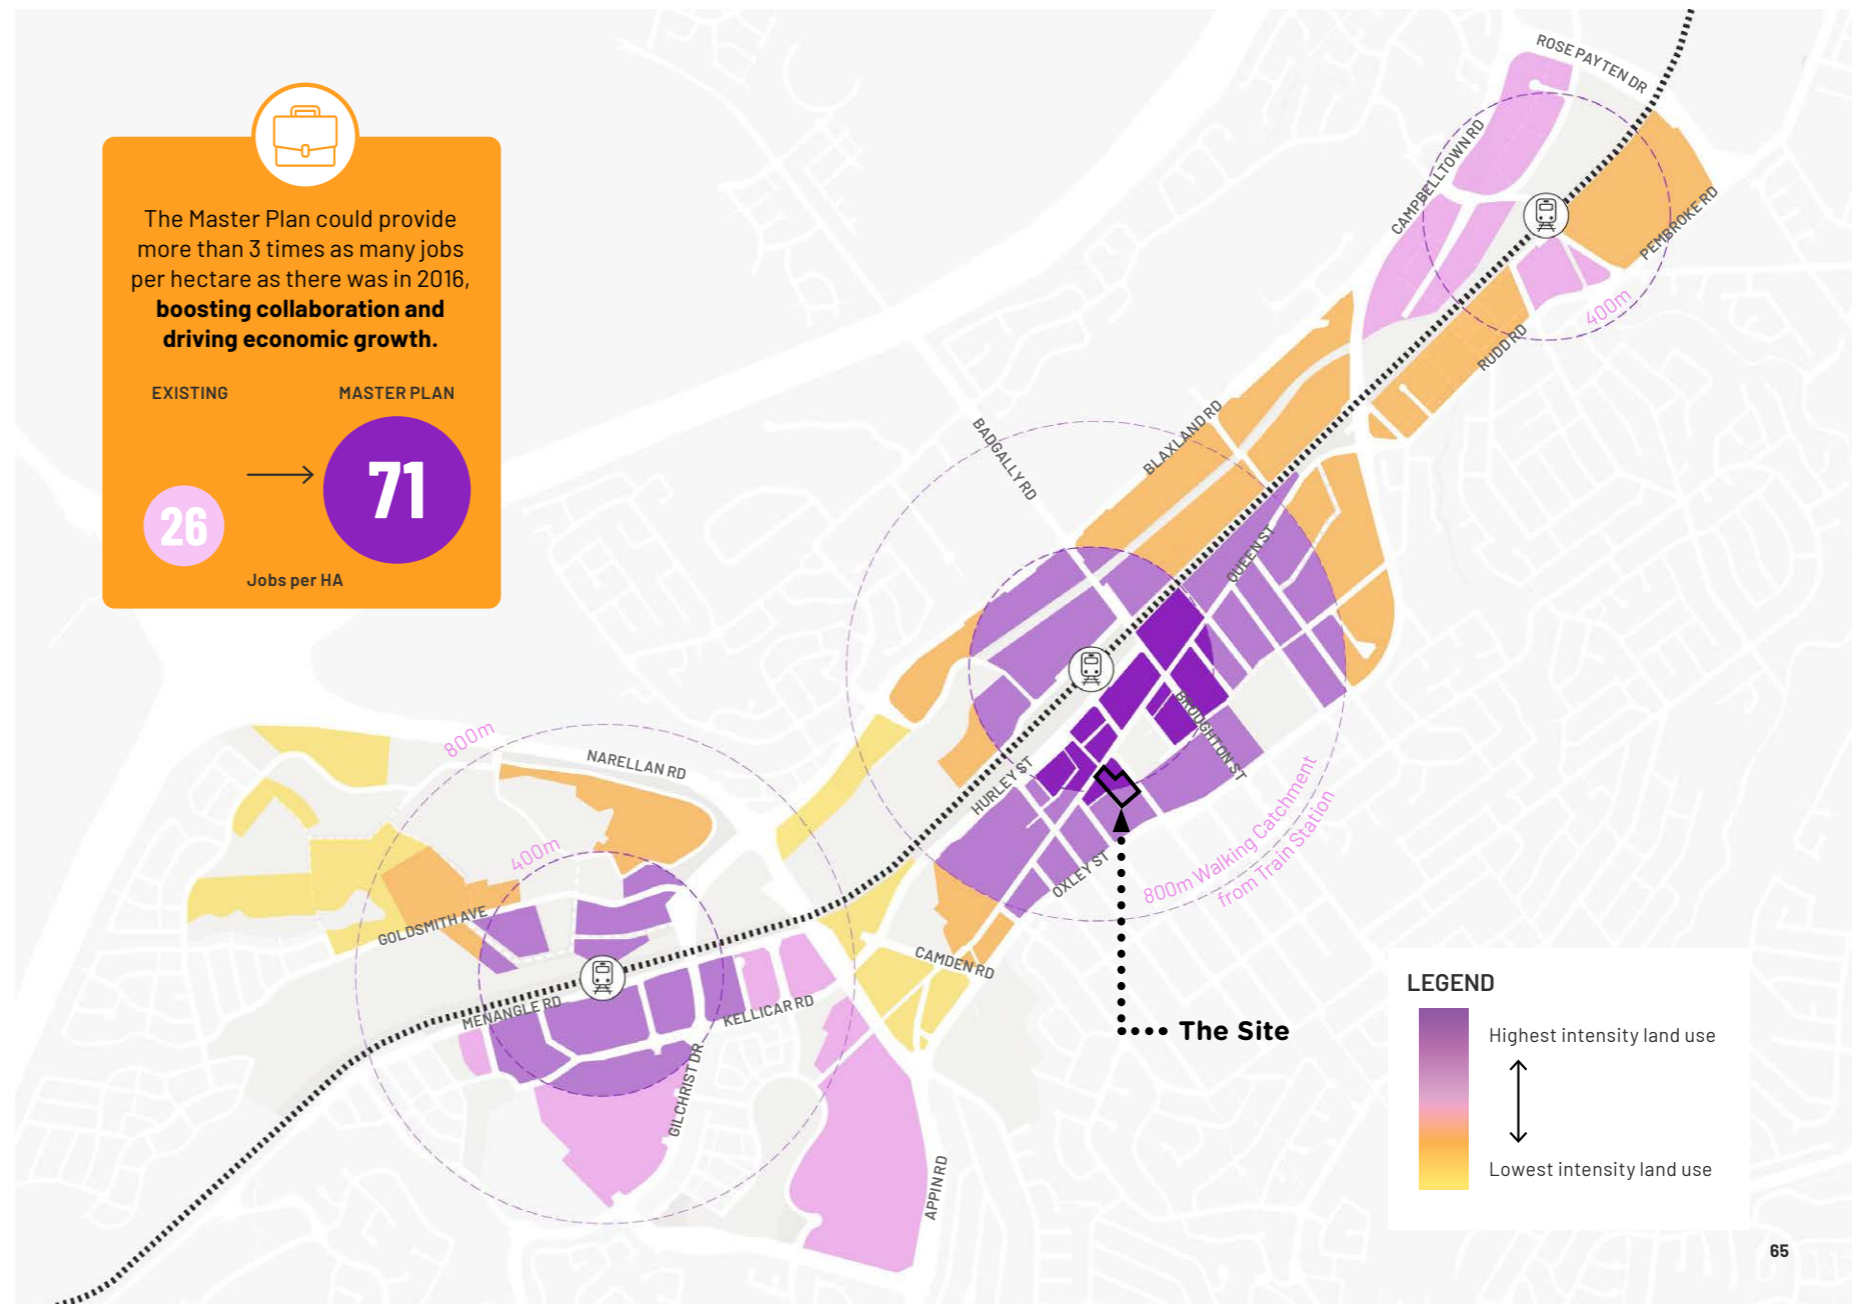 The Master Plan could provide
more than 3 times as many jobs
per hectare as there was in 2016,
boosting collaboration and
driving economic growth.
EXISTING
MASTER PLAN
26
71
Jobs per HA
ROSE PAYTEN DR
CAMPBELLTOWN RD
PEMBROKE RD
400m
RUDD RD
BLAXLAND RD
BADGALLY RD
QUEEN ST
BROUGHTON ST
HURLEY ST
OXLEY ST
800m Walking Catchment
from Train Station
800m
NARELLAN RD
400m
GOLDSMITH AVE
CAMDEN RD
MENANGLE RD
KELLICAR RD
GILCHRIST DR
APPIN RD
The Site
LEGEND
Highest intensity land use
Lowest intensity land use
65